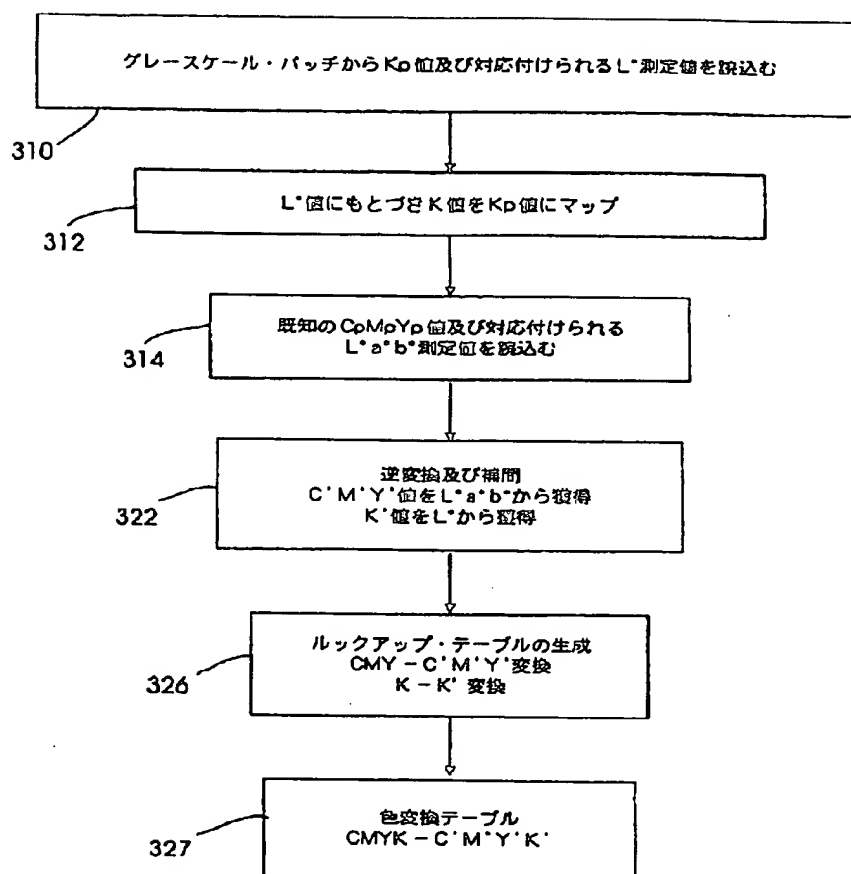 グレースケール・パッチからKp値及び対応付けられるL*測定値を読込む
310
L*値にもとづきK値をKp値にマップ
312
既知のCpMpYp値及び対応付けられる
L*a*b*測定値を読込む
314
逆変換及び補間
C'M'Y'値をL*a*b*から獲得
K'値をL*から獲得
322
ルックアップ・テーブルの生成
CMY-C'M'Y'変換
K-K'変換
326
色変換テーブル
CMYK-C'M'Y'K'
327